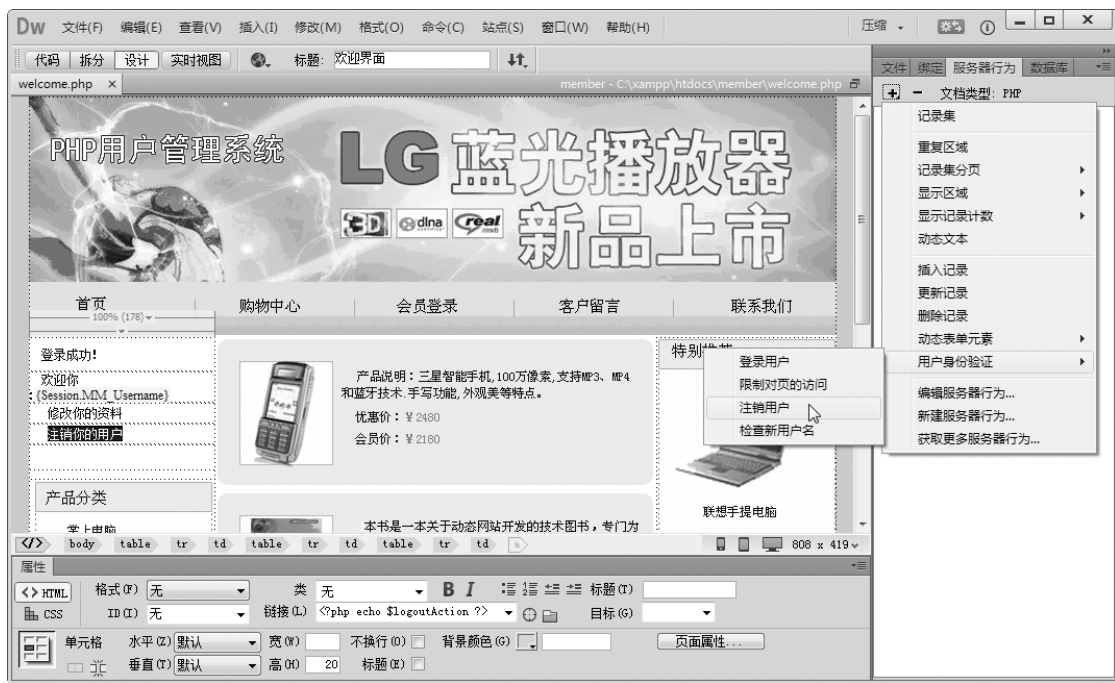 Dw 文件(F) 编辑(E) 查看(V) 插入(I) 修改(M) 格式(O) 命令(C) 站点(S) 窗口(W) 帮助(H) 压缩
代码 拆分 设计 实时视图 标题: 欢迎界面
welcome.php × member - C:\xampp\htdocs\member\welcome.php
PHP用户管理系统
LG 蓝光播放器
3D dlna real
新品上市
首页 购物中心 会员登录 客户留言 联系我们
100% (178)
登录成功!
欢迎你
{Session.MM_Username}
修改你的资料
注销你的用户
产品分类
掌上电脑
产品说明：三星智能手机,100万像素,支持MP3、MP4
和蓝牙技术.手写功能,外观美等特点。
优惠价：￥2480
会员价：￥2180
本书是一本关于动态网站开发的技术图书，专门为
特别推荐
联想手提电脑
文件 绑定 服务器行为 数据库
文档类型: PHP
记录集
重复区域
记录集分页
显示区域
显示记录计数
动态文本
插入记录
更新记录
删除记录
动态表单元素
用户身份验证
编辑服务器行为...
新建服务器行为...
获取更多服务器行为...
登录用户
限制对页的访问
注销用户
检查新用户名
body table tr td table tr td table tr td a 808 x 419
属性
<> HTML 格式(F) 无 类 无 B I 标题(T)
CSS ID(I) 无 链接(L) <?php echo $logoutAction ?> 目标(G)
单元格 水平(Z) 默认 宽(W) 不换行(O) 背景颜色(G) 页面属性...
垂直(T) 默认 高(H) 20 标题(E)